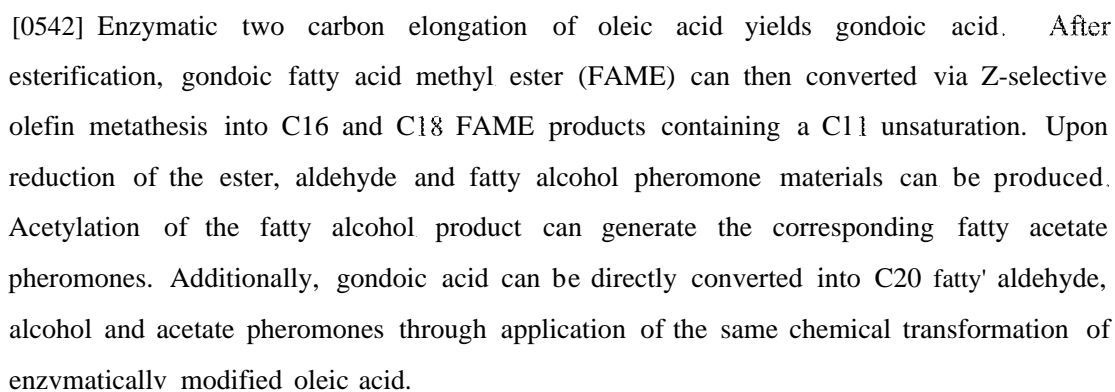 [0542] Enzymatic two carbon elongation of oleic acid yields gondoic acid. After
esterification, gondoic fatty acid methyl ester (FAME) can then converted via Z-selective
olefin metathesis into C16 and C18 FAME products containing a C11 unsaturation. Upon
reduction of the ester, aldehyde and fatty alcohol pheromone materials can be produced.
Acetylation of the fatty alcohol product can generate the corresponding fatty acetate
pheromones. Additionally, gondoic acid can be directly converted into C20 fatty' aldehyde,
alcohol and acetate pheromones through application of the same chemical transformation of
enzymatically modified oleic acid.